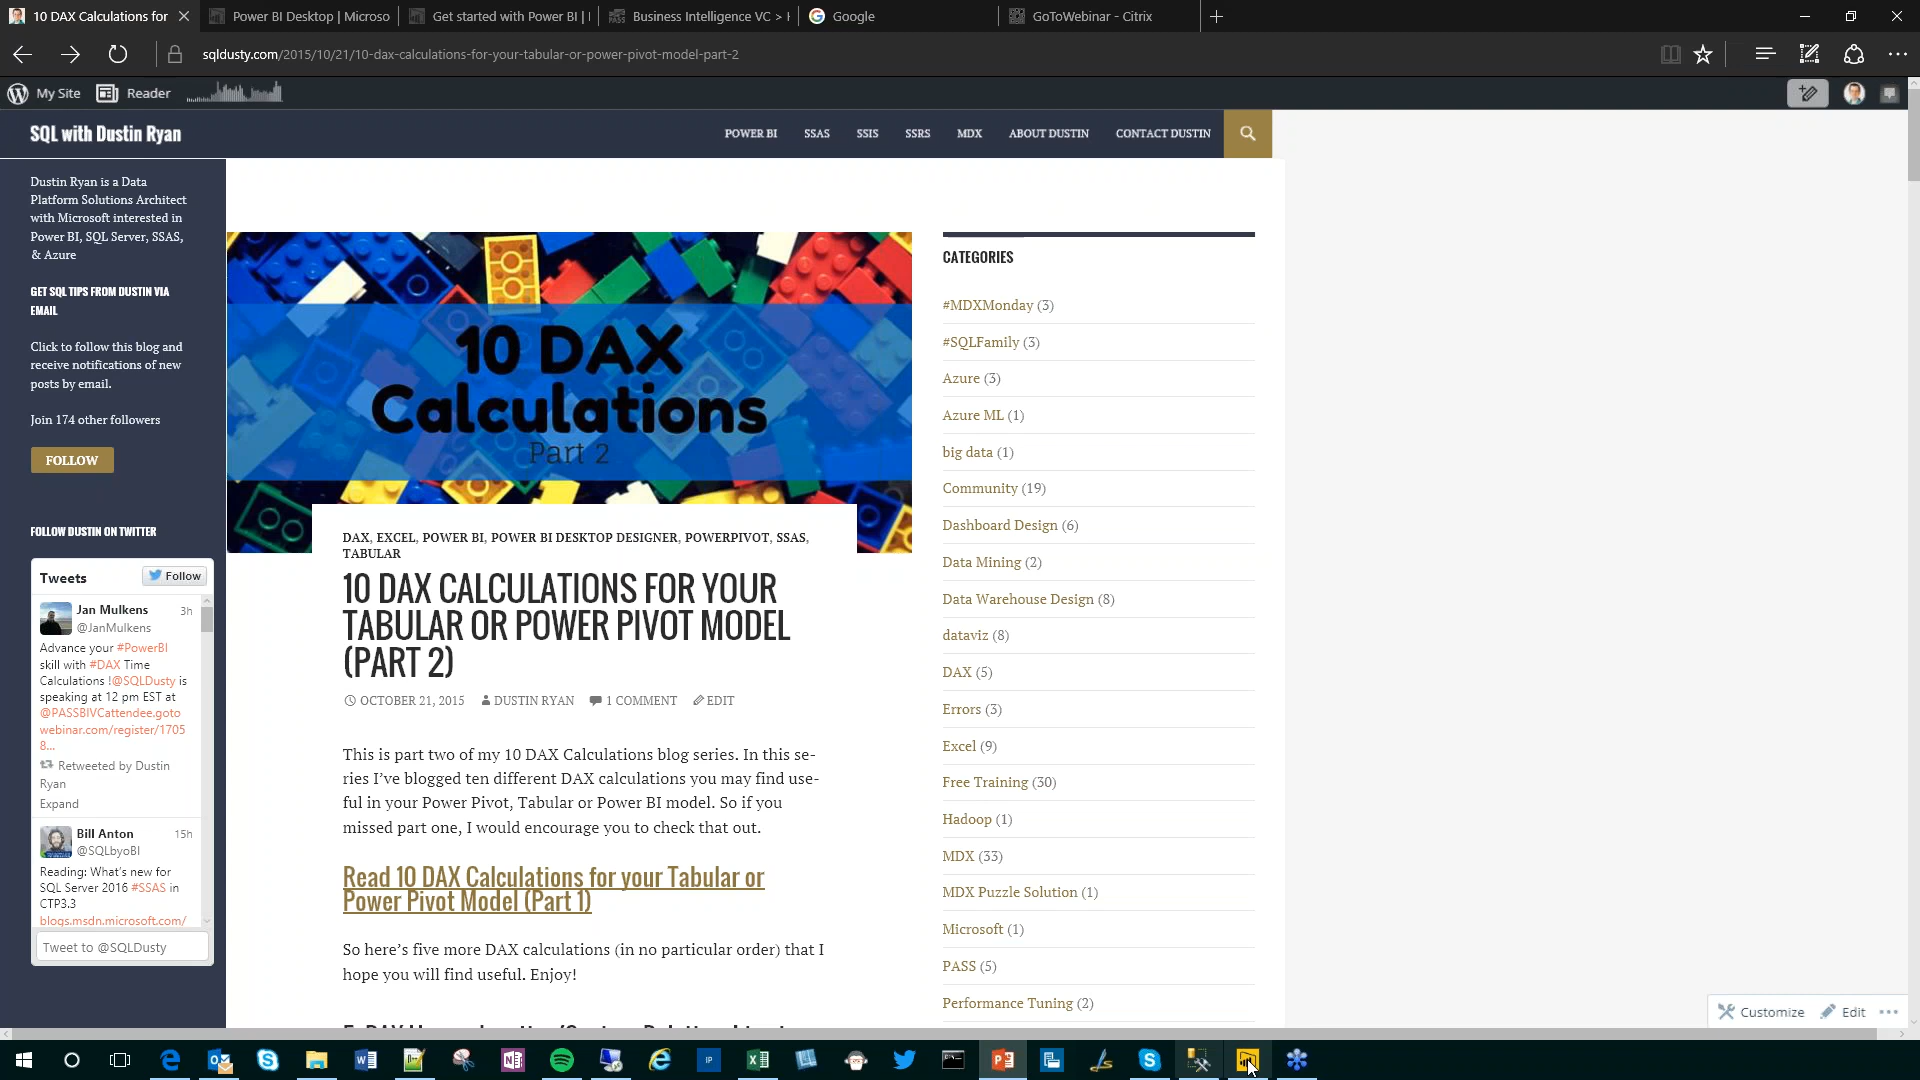 10 DAX Calculations for
Power BI Desktop | Microso
Get started with Power BI |
Business Intelligence VC >
Google
GoToWebinar - Citrix
sqldusty.com/2015/10/21/10-dax-calculations-for-your-tabular-or-power-pivot-model-part-2
My Site
Reader
SQL with Dustin Ryan
POWER BI
SSAS
SSIS
SSRS
MDX
ABOUT DUSTIN
CONTACT DUSTIN
Dustin Ryan is a Data
Platform Solutions Architect
with Microsoft interested in
Power BI, SQL Server, SSAS,
& Azure
GET SQL TIPS FROM DUSTIN VIA
EMAIL
Click to follow this blog and
receive notifications of new
posts by email.
Join 174 other followers
FOLLOW
FOLLOW DUSTIN ON TWITTER
Tweets
Follow
Jan Mulkens
3h
@JanMulkens
Advance your #PowerBI
skill with #DAX Time
Calculations !@SQLDusty is
speaking at 12 pm EST at
@PASSBIVCattendee.goto
webinar.com/register/1705
8...
Retweeted by Dustin
Ryan
Expand
Bill Anton
15h
@SQLbyoBI
Reading: What's new for
SQL Server 2016 #SSAS in
CTP3.3
blogs.msdn.microsoft.com/
Tweet to @SQLDusty
10 DAX
Calculations
Part 2
DAX, EXCEL, POWER BI, POWER BI DESKTOP DESIGNER, POWERPIVOT, SSAS,
TABULAR
10 DAX CALCULATIONS FOR YOUR
TABULAR OR POWER PIVOT MODEL
(PART 2)
OCTOBER 21, 2015
DUSTIN RYAN
1 COMMENT
EDIT
This is part two of my 10 DAX Calculations blog series. In this se-
ries I've blogged ten different DAX calculations you may find use-
ful in your Power Pivot, Tabular or Power BI model. So if you
missed part one, I would encourage you to check that out.
Read 10 DAX Calculations for your Tabular or
Power Pivot Model (Part 1)
So here's five more DAX calculations (in no particular order) that I
hope you will find useful. Enjoy!
CATEGORIES
#MDXMonday (3)
#SQLFamily (3)
Azure (3)
Azure ML (1)
big data (1)
Community (19)
Dashboard Design (6)
Data Mining (2)
Data Warehouse Design (8)
dataviz (8)
DAX (5)
Errors (3)
Excel (9)
Free Training (30)
Hadoop (1)
MDX (33)
MDX Puzzle Solution (1)
Microsoft (1)
PASS (5)
Performance Tuning (2)
Customize
Edit